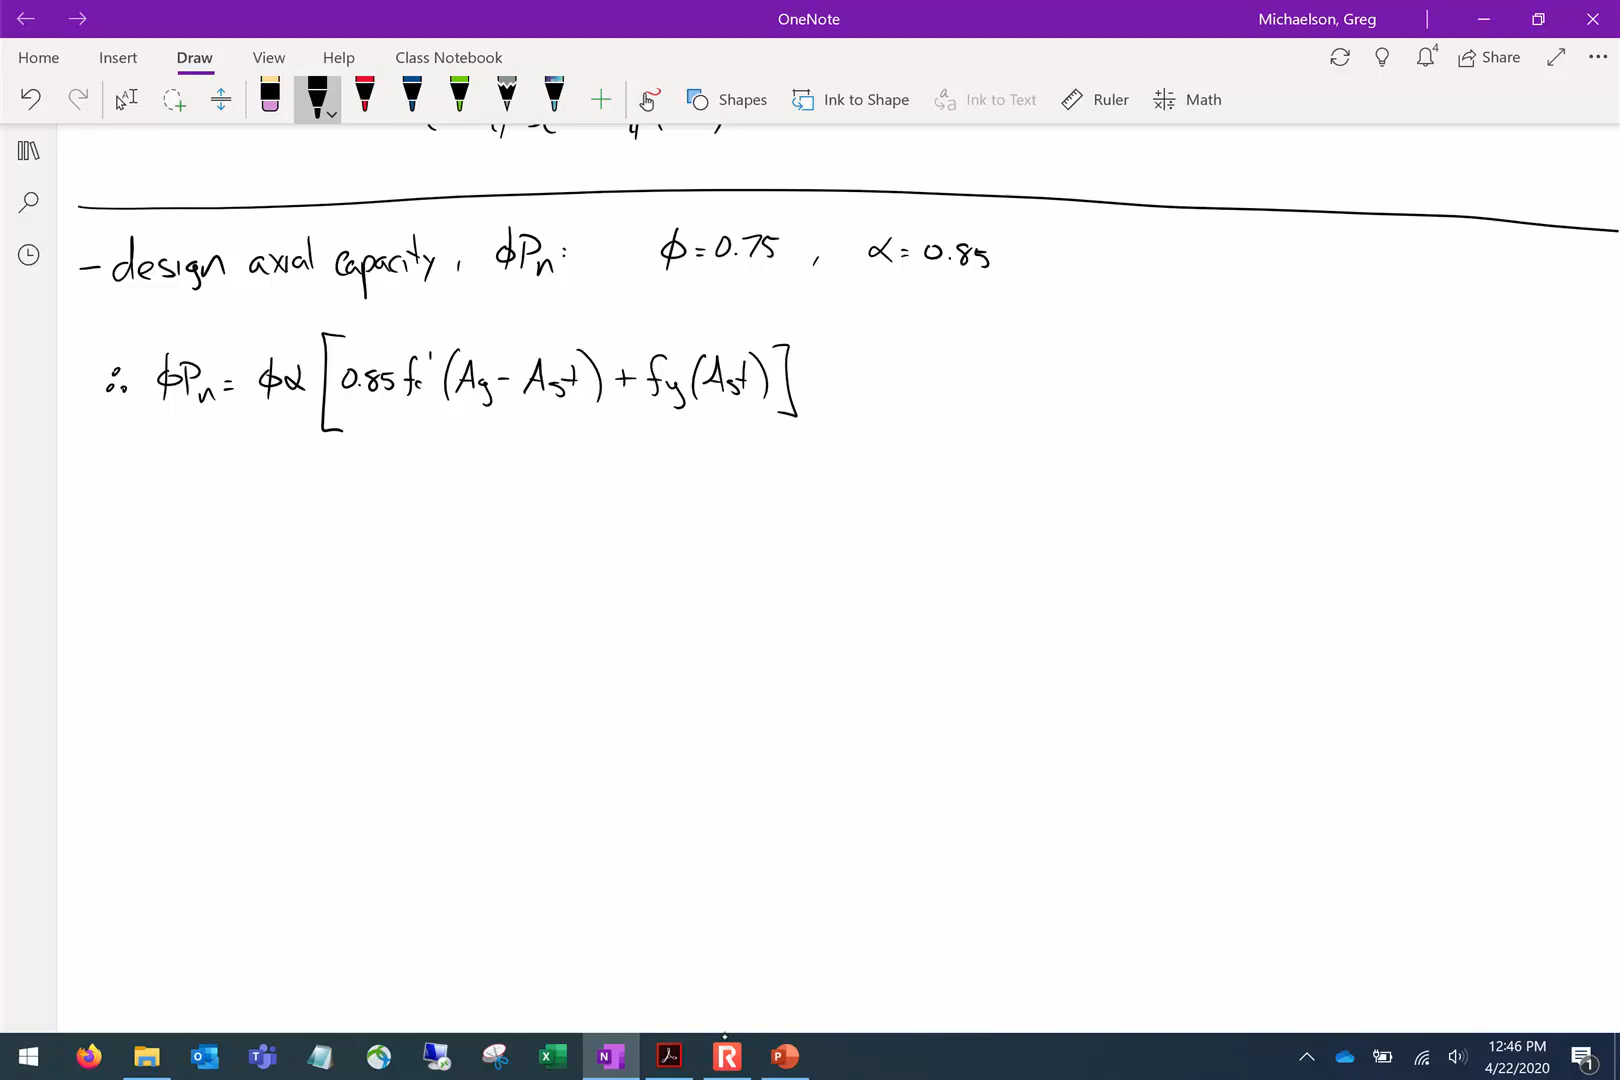 OneNote
Michaelson, Greg
Home Insert Draw View Help Class Notebook
4 Share
Shapes Ink to Shape Ink to Text Ruler Math
- design axial capacity, ϕPn: ϕ = 0.75 , α = 0.85
∴ ϕPn = ϕα [0.85 fc' (Ag - Ast) + fy (Ast)]
12:46 PM
4/22/2020
1